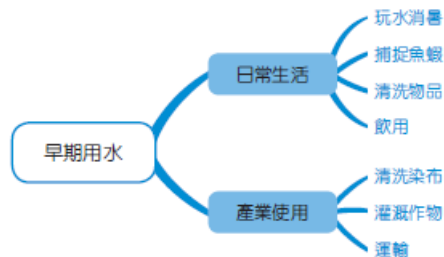 早期用水
日常生活
玩水消暑
捕捉魚蝦
清洗物品
飲用
產業使用
清洗染布
灌溉作物
運輸